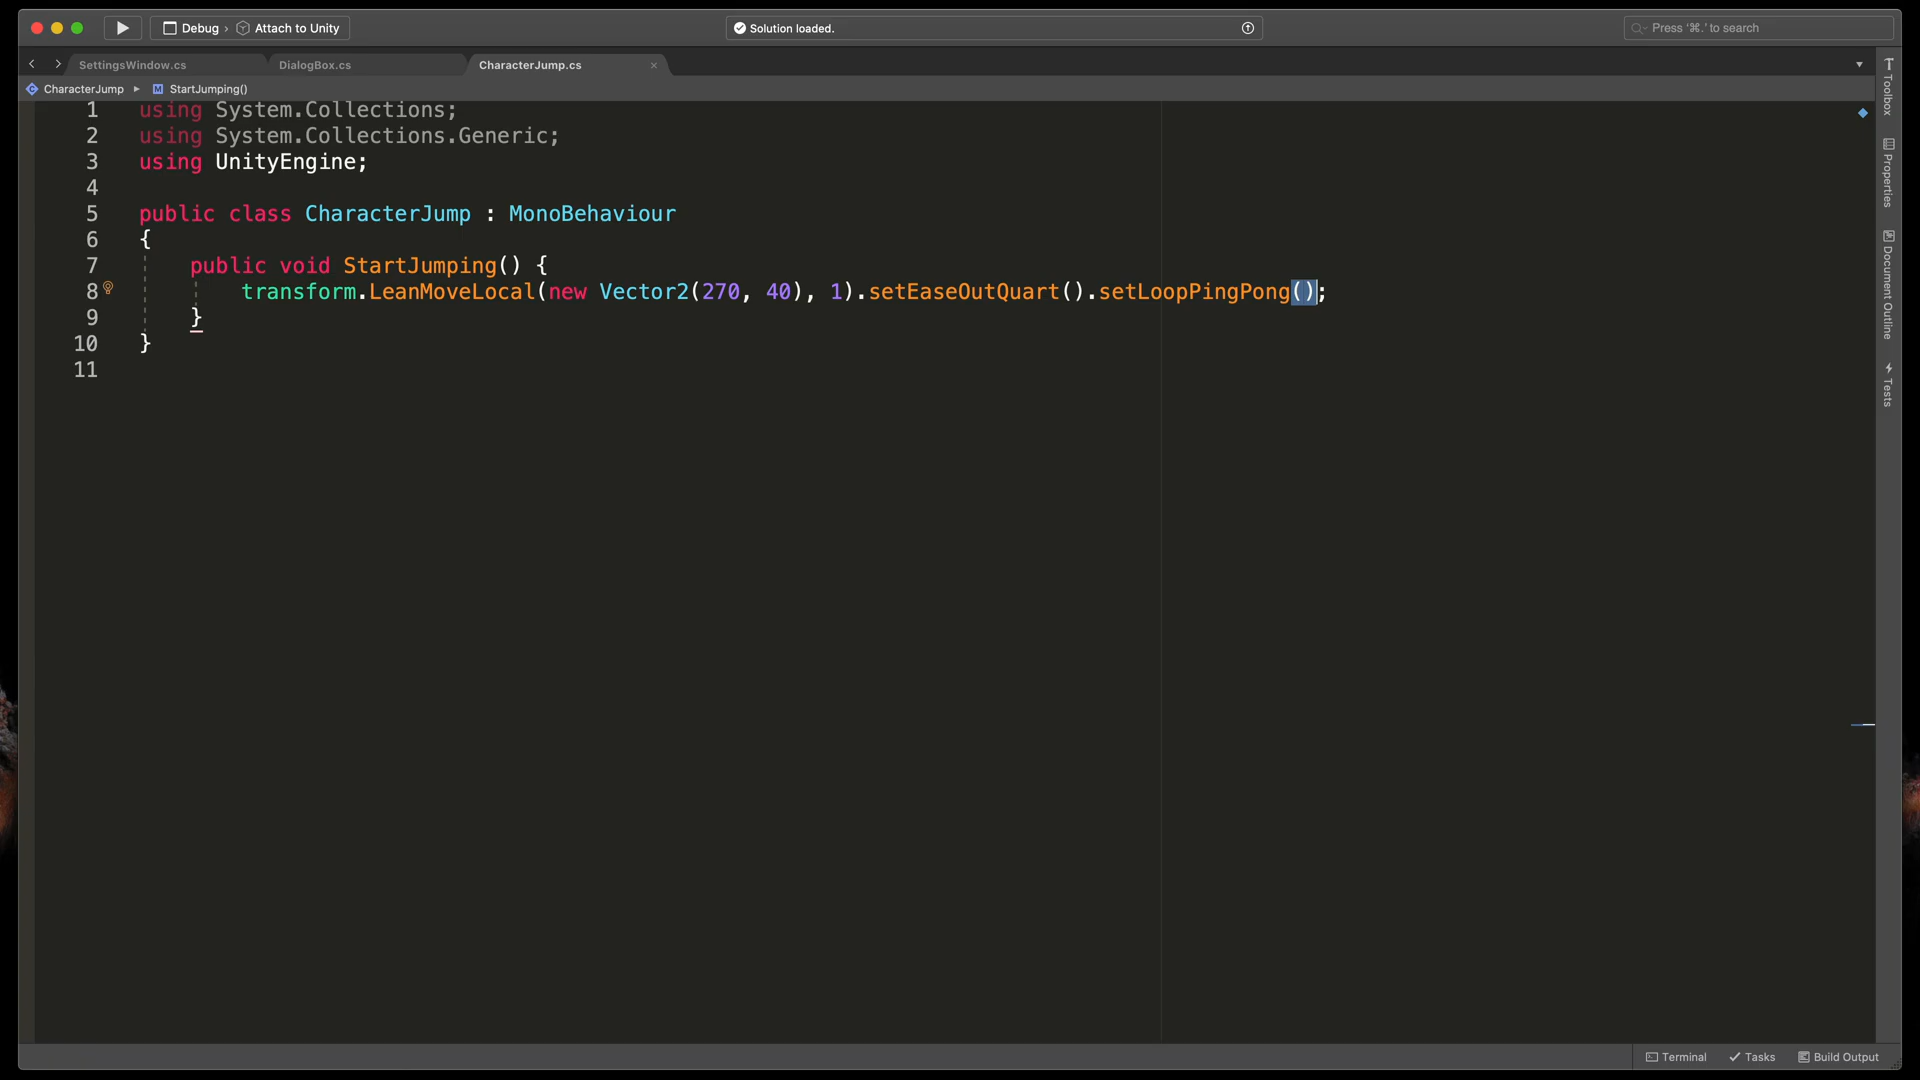 Debug › Attach to Unity
Solution loaded.
Press ‘⌘.’ to search
SettingsWindow.cs
DialogBox.cs
CharacterJump.cs
CharacterJump ▸ StartJumping()
1 using System.Collections;
2 using System.Collections.Generic;
3 using UnityEngine;
4
5 public class CharacterJump : MonoBehaviour
6 {
7 public void StartJumping() {
8 transform.LeanMoveLocal(new Vector2(270, 40), 1).setEaseOutQuart().setLoopPingPong();
9 }
10 }
11
Toolbox
Properties
Document Outline
Tests
Terminal
Tasks
Build Output